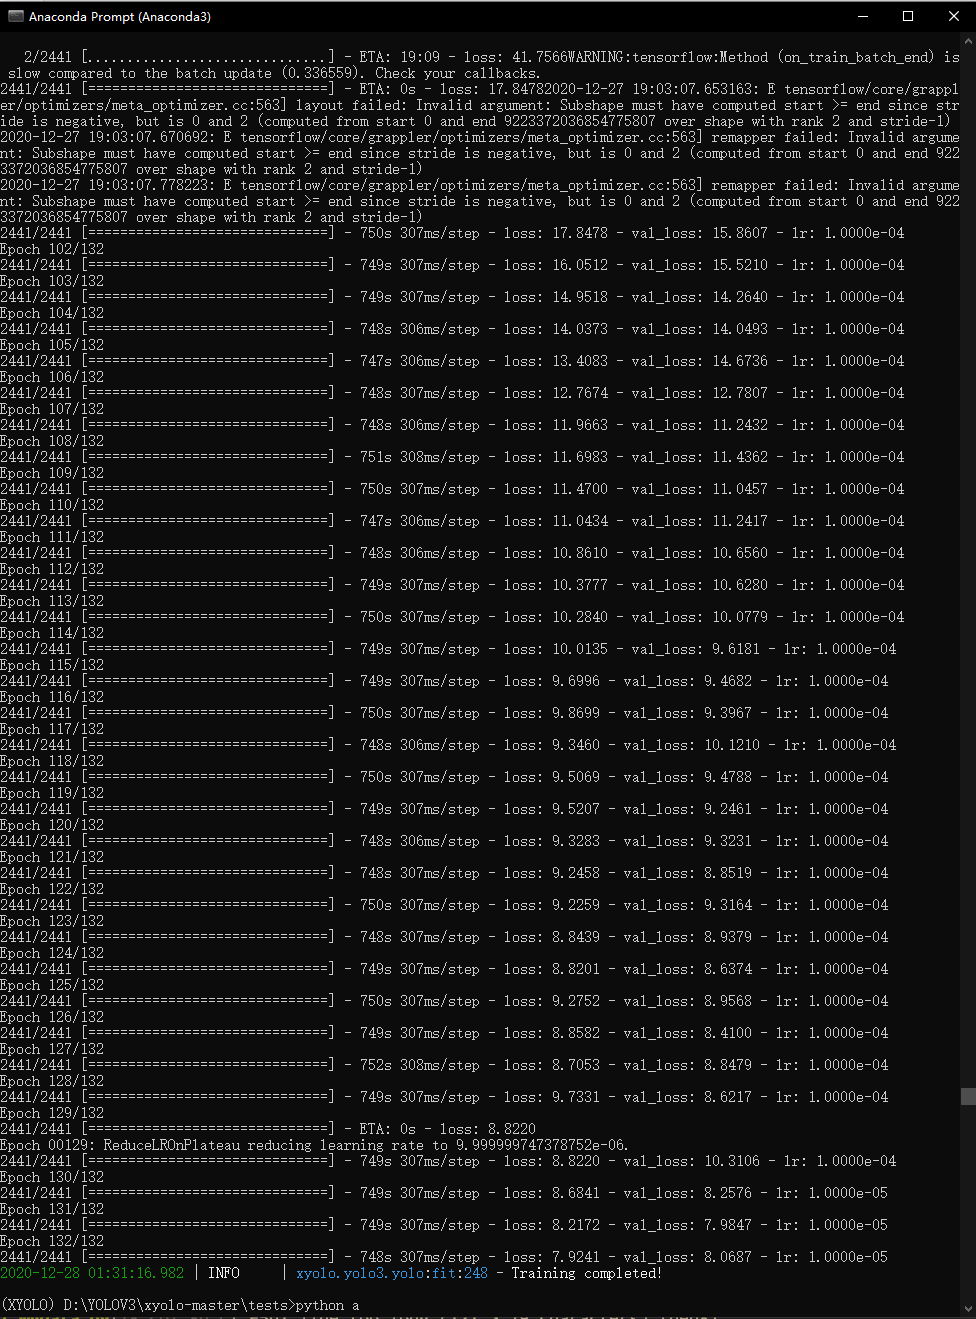 Anaconda Prompt (Anaconda3)
2/2441 [..............................] - ETA: 19:09 - loss: 41.7566WARNING:tensorflow:Method (on_train_batch_end) is
slow compared to the batch update (0.336559). Check your callbacks.
2441/2441 [==============================] - ETA: 0s - loss: 17.84782020-12-27 19:03:07.653163: E tensorflow/core/grappl
er/optimizers/meta_optimizer.cc:563] layout failed: Invalid argument: Subshape must have computed start >= end since str
ide is negative, but is 0 and 2 (computed from start 0 and end 9223372036854775807 over shape with rank 2 and stride-1)
2020-12-27 19:03:07.670692: E tensorflow/core/grappler/optimizers/meta_optimizer.cc:563] remapper failed: Invalid argume
nt: Subshape must have computed start >= end since stride is negative, but is 0 and 2 (computed from start 0 and end 922
3372036854775807 over shape with rank 2 and stride-1)
2020-12-27 19:03:07.778223: E tensorflow/core/grappler/optimizers/meta_optimizer.cc:563] remapper failed: Invalid argume
nt: Subshape must have computed start >= end since stride is negative, but is 0 and 2 (computed from start 0 and end 922
3372036854775807 over shape with rank 2 and stride-1)
2441/2441 [==============================] - 750s 307ms/step - loss: 17.8478 - val_loss: 15.8607 - lr: 1.0000e-04
Epoch 102/132
2441/2441 [==============================] - 749s 307ms/step - loss: 16.0512 - val_loss: 15.5210 - lr: 1.0000e-04
Epoch 103/132
2441/2441 [==============================] - 749s 307ms/step - loss: 14.9518 - val_loss: 14.2640 - lr: 1.0000e-04
Epoch 104/132
2441/2441 [==============================] - 748s 306ms/step - loss: 14.0373 - val_loss: 14.0493 - lr: 1.0000e-04
Epoch 105/132
2441/2441 [==============================] - 747s 306ms/step - loss: 13.4083 - val_loss: 14.6736 - lr: 1.0000e-04
Epoch 106/132
2441/2441 [==============================] - 748s 307ms/step - loss: 12.7674 - val_loss: 12.7807 - lr: 1.0000e-04
Epoch 107/132
2441/2441 [==============================] - 748s 306ms/step - loss: 11.9663 - val_loss: 11.2432 - lr: 1.0000e-04
Epoch 108/132
2441/2441 [==============================] - 751s 308ms/step - loss: 11.6983 - val_loss: 11.4362 - lr: 1.0000e-04
Epoch 109/132
2441/2441 [==============================] - 750s 307ms/step - loss: 11.4700 - val_loss: 11.0457 - lr: 1.0000e-04
Epoch 110/132
2441/2441 [==============================] - 747s 306ms/step - loss: 11.0434 - val_loss: 11.2417 - lr: 1.0000e-04
Epoch 111/132
2441/2441 [==============================] - 748s 306ms/step - loss: 10.8610 - val_loss: 10.6560 - lr: 1.0000e-04
Epoch 112/132
2441/2441 [==============================] - 749s 307ms/step - loss: 10.3777 - val_loss: 10.6280 - lr: 1.0000e-04
Epoch 113/132
2441/2441 [==============================] - 750s 307ms/step - loss: 10.2840 - val_loss: 10.0779 - lr: 1.0000e-04
Epoch 114/132
2441/2441 [==============================] - 749s 307ms/step - loss: 10.0135 - val_loss: 9.6181 - lr: 1.0000e-04
Epoch 115/132
2441/2441 [==============================] - 749s 307ms/step - loss: 9.6996 - val_loss: 9.4682 - lr: 1.0000e-04
Epoch 116/132
2441/2441 [==============================] - 750s 307ms/step - loss: 9.8699 - val_loss: 9.3967 - lr: 1.0000e-04
Epoch 117/132
2441/2441 [==============================] - 748s 306ms/step - loss: 9.3460 - val_loss: 10.1210 - lr: 1.0000e-04
Epoch 118/132
2441/2441 [==============================] - 750s 307ms/step - loss: 9.5069 - val_loss: 9.4788 - lr: 1.0000e-04
Epoch 119/132
2441/2441 [==============================] - 749s 307ms/step - loss: 9.5207 - val_loss: 9.2461 - lr: 1.0000e-04
Epoch 120/132
2441/2441 [==============================] - 748s 306ms/step - loss: 9.3283 - val_loss: 9.3231 - lr: 1.0000e-04
Epoch 121/132
2441/2441 [==============================] - 748s 307ms/step - loss: 9.2458 - val_loss: 8.8519 - lr: 1.0000e-04
Epoch 122/132
2441/2441 [==============================] - 750s 307ms/step - loss: 9.2259 - val_loss: 9.3164 - lr: 1.0000e-04
Epoch 123/132
2441/2441 [==============================] - 748s 307ms/step - loss: 8.8439 - val_loss: 8.9379 - lr: 1.0000e-04
Epoch 124/132
2441/2441 [==============================] - 749s 307ms/step - loss: 8.8201 - val_loss: 8.6374 - lr: 1.0000e-04
Epoch 125/132
2441/2441 [==============================] - 750s 307ms/step - loss: 9.2752 - val_loss: 8.9568 - lr: 1.0000e-04
Epoch 126/132
2441/2441 [==============================] - 749s 307ms/step - loss: 8.8582 - val_loss: 8.4100 - lr: 1.0000e-04
Epoch 127/132
2441/2441 [==============================] - 752s 308ms/step - loss: 8.7053 - val_loss: 8.8479 - lr: 1.0000e-04
Epoch 128/132
2441/2441 [==============================] - 749s 307ms/step - loss: 9.7331 - val_loss: 8.6217 - lr: 1.0000e-04
Epoch 129/132
2441/2441 [==============================] - ETA: 0s - loss: 8.8220
Epoch 00129: ReduceLROnPlateau reducing learning rate to 9.999999747378752e-06.
2441/2441 [==============================] - 749s 307ms/step - loss: 8.8220 - val_loss: 10.3106 - lr: 1.0000e-04
Epoch 130/132
2441/2441 [==============================] - 749s 307ms/step - loss: 8.6841 - val_loss: 8.2576 - lr: 1.0000e-05
Epoch 131/132
2441/2441 [==============================] - 749s 307ms/step - loss: 8.2172 - val_loss: 7.9847 - lr: 1.0000e-05
Epoch 132/132
2441/2441 [==============================] - 748s 307ms/step - loss: 7.9241 - val_loss: 8.0687 - lr: 1.0000e-05
2020-12-28 01:31:16.982 | INFO | xyolo.yolo3.yolo:fit:248 - Training completed!
(XYOLO) D:\YOLOV3\xyolo-master\tests>python a